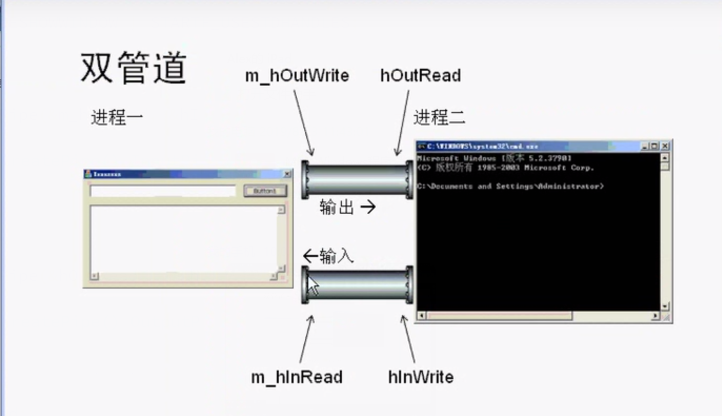 双管道
m_hOutWrite hOutRead
进程一 进程二
C:\WINDOWS\system32\cmd.exe
Microsoft Windows [版本 5.2.3790]
(C) 版权所有 1985-2003 Microsoft Corp.
C:\Documents and Settings\Administrator>
Button1
输出 →
←输入
m_hInRead hInWrite